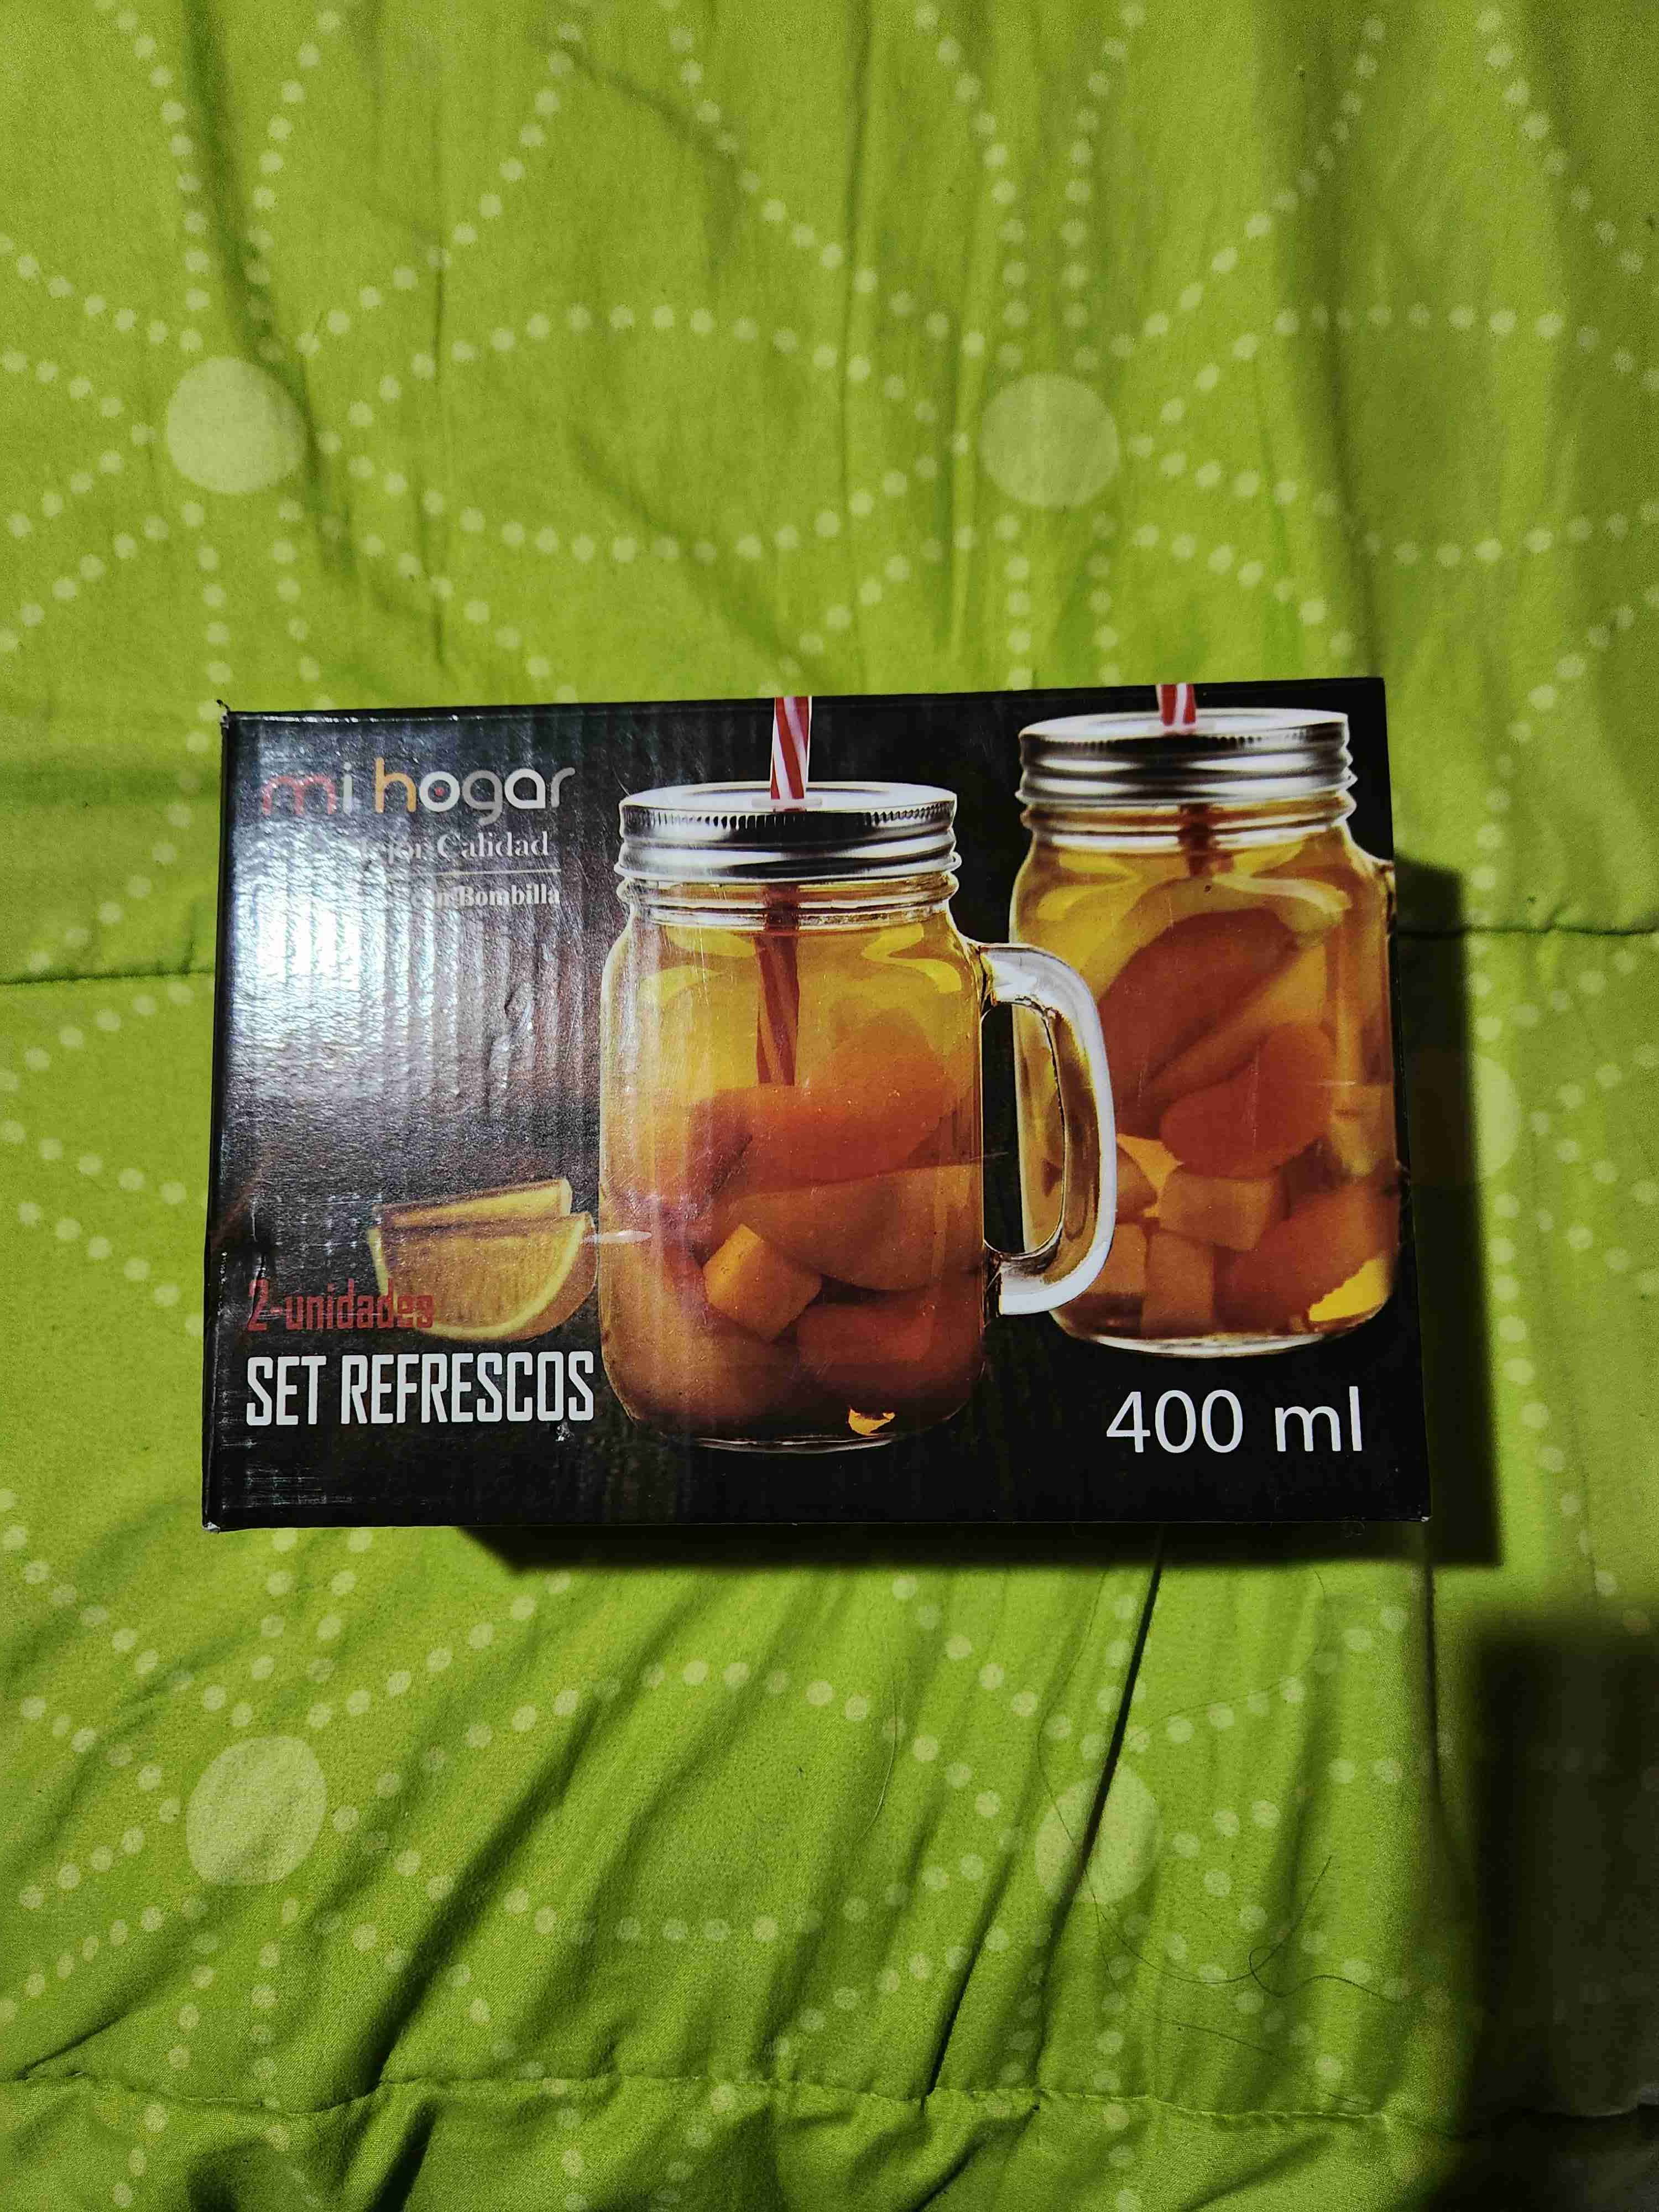 mi hogar
Calidad
Bombilla
2-unidades
SET REFRESCOS
400 ml